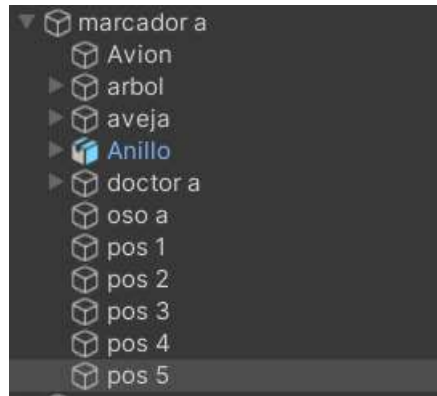 marcador a
Avion
arbol
aveja
Anillo
doctor a
oso a
pos 1
pos 2
pos 3
pos 4
pos 5